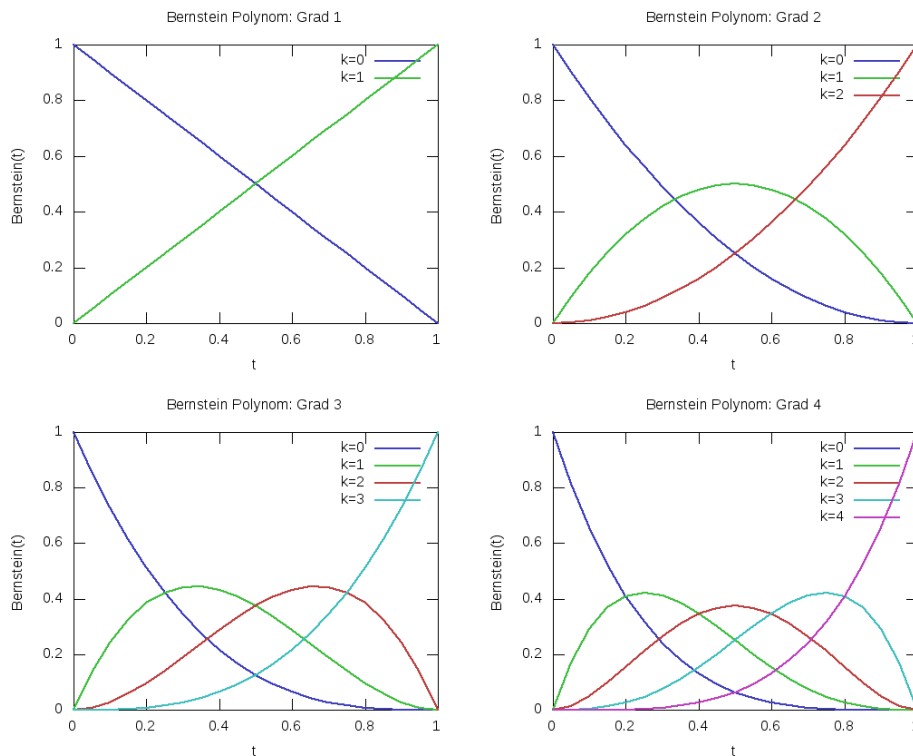 Bernstein Polynom: Grad 1
1
0.8
0.6
0.4
0.2
0
Bernstein(t)
k=0
k=1
0 0.2 0.4 0.6 0.8 1
t
Bernstein Polynom: Grad 2
1
0.8
0.6
0.4
0.2
0
Bernstein(t)
k=0
k=1
k=2
0 0.2 0.4 0.6 0.8 1
t
Bernstein Polynom: Grad 3
1
0.8
0.6
0.4
0.2
0
Bernstein(t)
k=0
k=1
k=2
k=3
0 0.2 0.4 0.6 0.8 1
t
Bernstein Polynom: Grad 4
1
0.8
0.6
0.4
0.2
0
Bernstein(t)
k=0
k=1
k=2
k=3
k=4
0 0.2 0.4 0.6 0.8 1
t